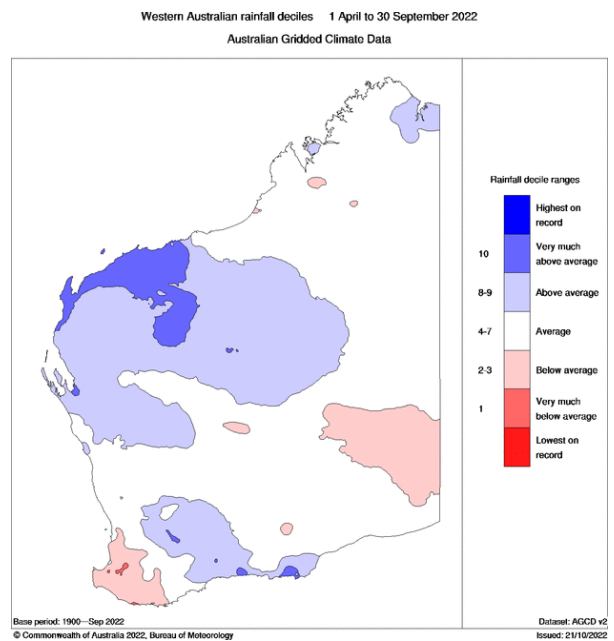 Western Australian rainfall deciles 1 April to 30 September 2022
Australian Gridded Climate Data
Rainfall decile ranges
Highest on
record
10 Very much
above average
8-9 Above average
4-7 Average
2-3 Below average
1 Very much
below average
Lowest on
record
Base period: 1900—Sep 2022 Dataset: AGCD v2
© Commonwealth of Australia 2022, Bureau of Meteorology Issued: 21/10/2022